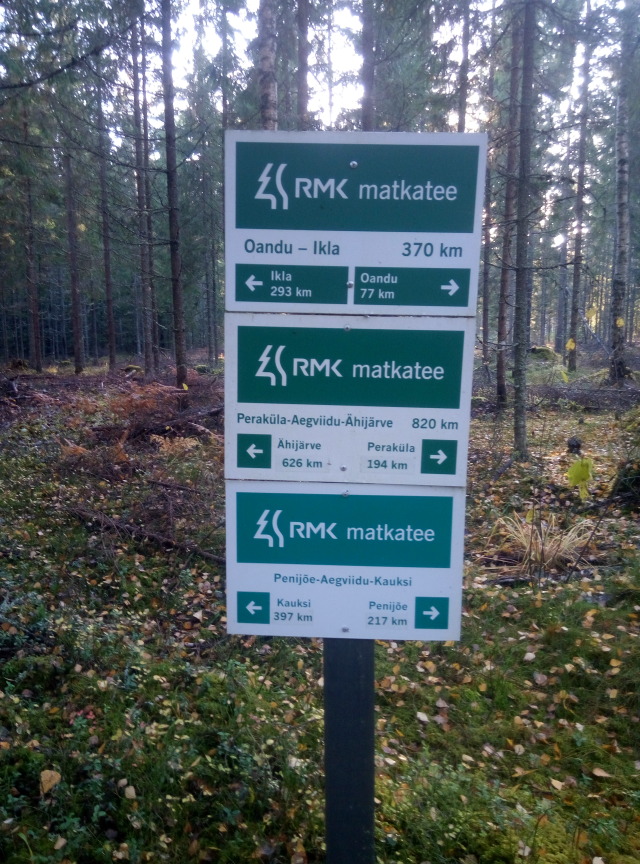 RMK matkatee
Oandu – Ikla 370 km
Ikla
293 km
Oandu
77 km
RMK matkatee
Peraküla-Aegviidu-Ähijärve 820 km
Ähijärve
626 km
Peraküla
194 km
RMK matkatee
Penijõe-Aegviidu-Kauksi
Kauksi
397 km
Penijõe
217 km